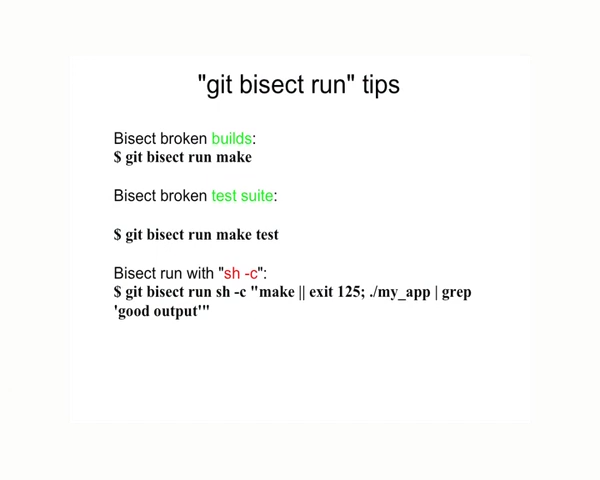 "git bisect run" tips
Bisect broken builds:
$ git bisect run make
Bisect broken test suite:
$ git bisect run make test
Bisect run with "sh -c":
$ git bisect run sh -c "make || exit 125; ./my_app | grep
'good output'"